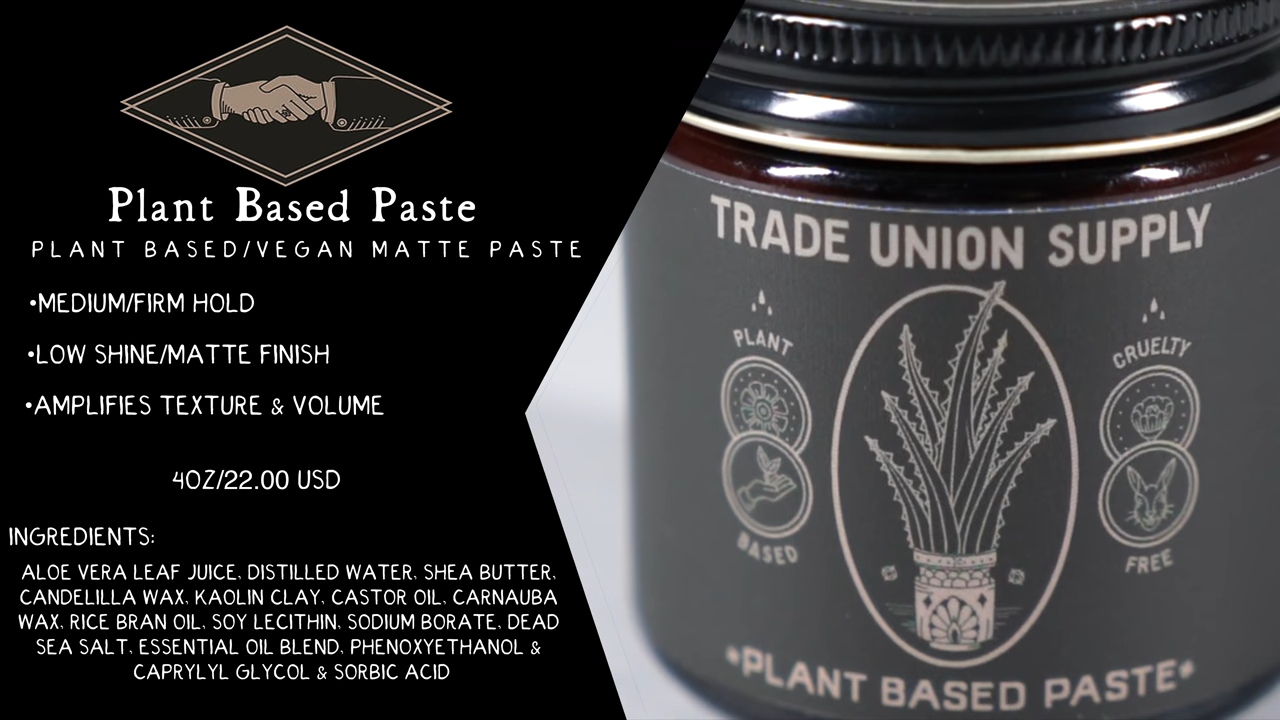 Plant Based Paste
PLANT BASED/VEGAN MATTE PASTE
•MEDIUM/FIRM HOLD
•LOW SHINE/MATTE FINISH
•AMPLIFIES TEXTURE & VOLUME
4OZ/22.00 USD
INGREDIENTS:
ALOE VERA LEAF JUICE, DISTILLED WATER, SHEA BUTTER,
CANDELILLA WAX, KAOLIN CLAY, CASTOR OIL, CARNAUBA
WAX, RICE BRAN OIL, SOY LECITHIN, SODIUM BORATE, DEAD
SEA SALT, ESSENTIAL OIL BLEND, PHENOXYETHANOL &
CAPRYLYL GLYCOL & SORBIC ACID
TRADE UNION SUPPLY
PLANT
BASED
CRUELTY
FREE
*PLANT BASED PASTE*